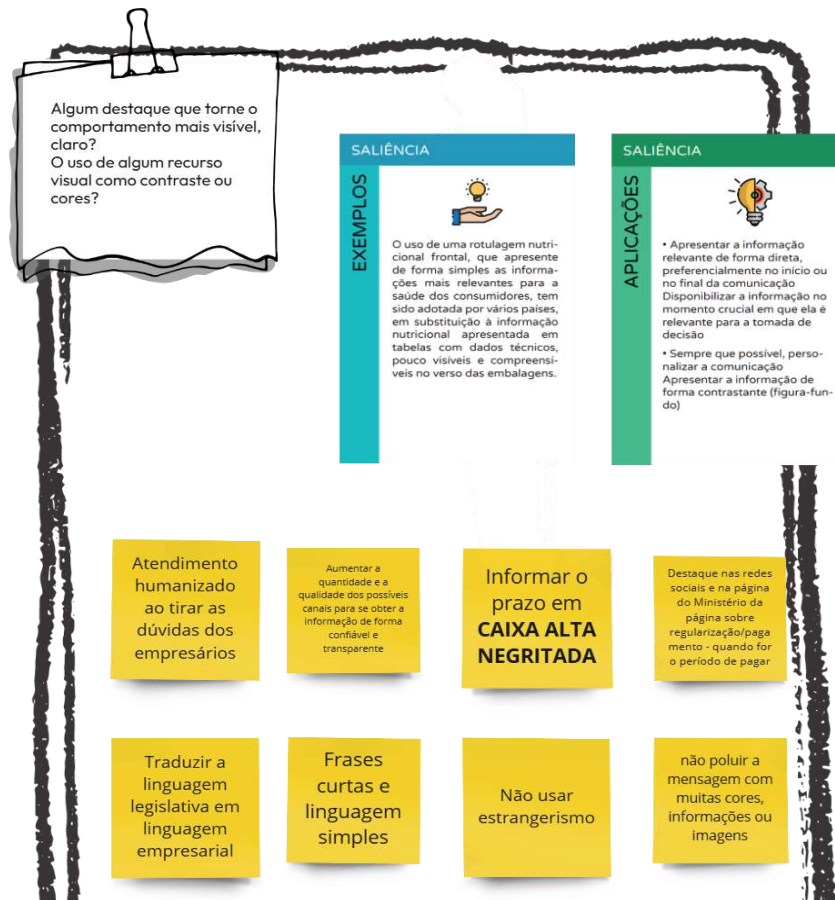 Algum destaque que torne o
comportamento mais visível,
claro?
O uso de algum recurso
visual como contraste ou
cores?
SALIÊNCIA
EXEMPLOS
O uso de uma rotulagem nutri-
cional frontal, que apresente
de forma simples as informa-
ções mais relevantes para a
saúde dos consumidores, tem
sido adotada por vários países,
em substituição à informação
nutricional apresentada em
tabelas com dados técnicos,
pouco visíveis e compreensí-
veis no verso das embalagens.
SALIÊNCIA
APLICAÇÕES
• Apresentar a informação
relevante de forma direta,
preferencialmente no início ou
no final da comunicação
Disponibilizar a informação no
momento crucial em que ela é
relevante para a tomada de
decisão
• Sempre que possível, perso-
nalizar a comunicação
Apresentar a informação de
forma contrastante (figura-fun-
do)
Atendimento
humanizado
ao tirar as
dúvidas dos
empresários
Aumentar a
quantidade e a
qualidade dos possíveis
canais para se obter a
informação de forma
confiável e
transparente
Informar o
prazo em
CAIXA ALTA
NEGRITADA
Destaque nas redes
sociais e na página
do Ministério da
página sobre
regularização/paga
mento - quando for
o período de pagar
Traduzir a
linguagem
legislativa em
linguagem
empresarial
Frases
curtas e
linguagem
simples
Não usar
estrangerismo
não poluir a
mensagem com
muitas cores,
informações ou
imagens